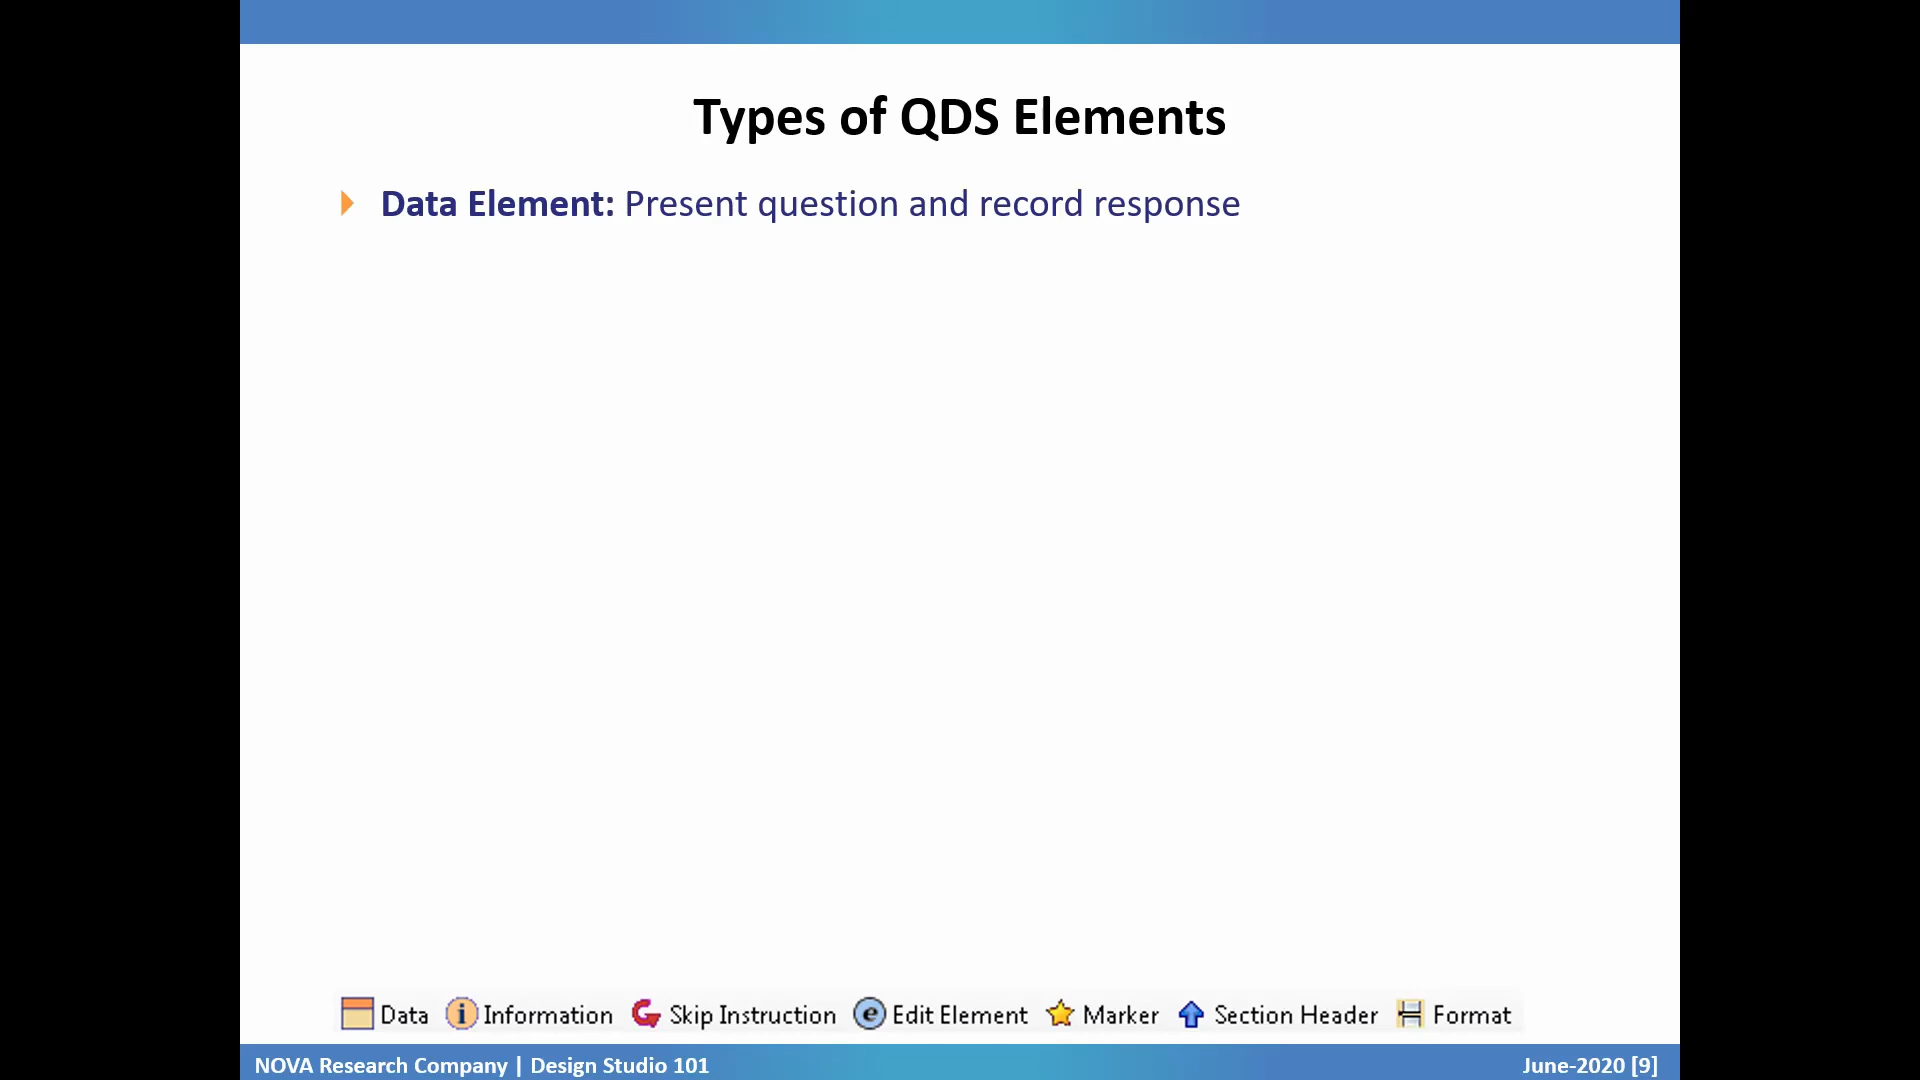 Types of QDS Elements
Data Element: Present question and record response
Data Information Skip Instruction Edit Element Marker Section Header Format
NOVA Research Company | Design Studio 101 June-2020 [9]